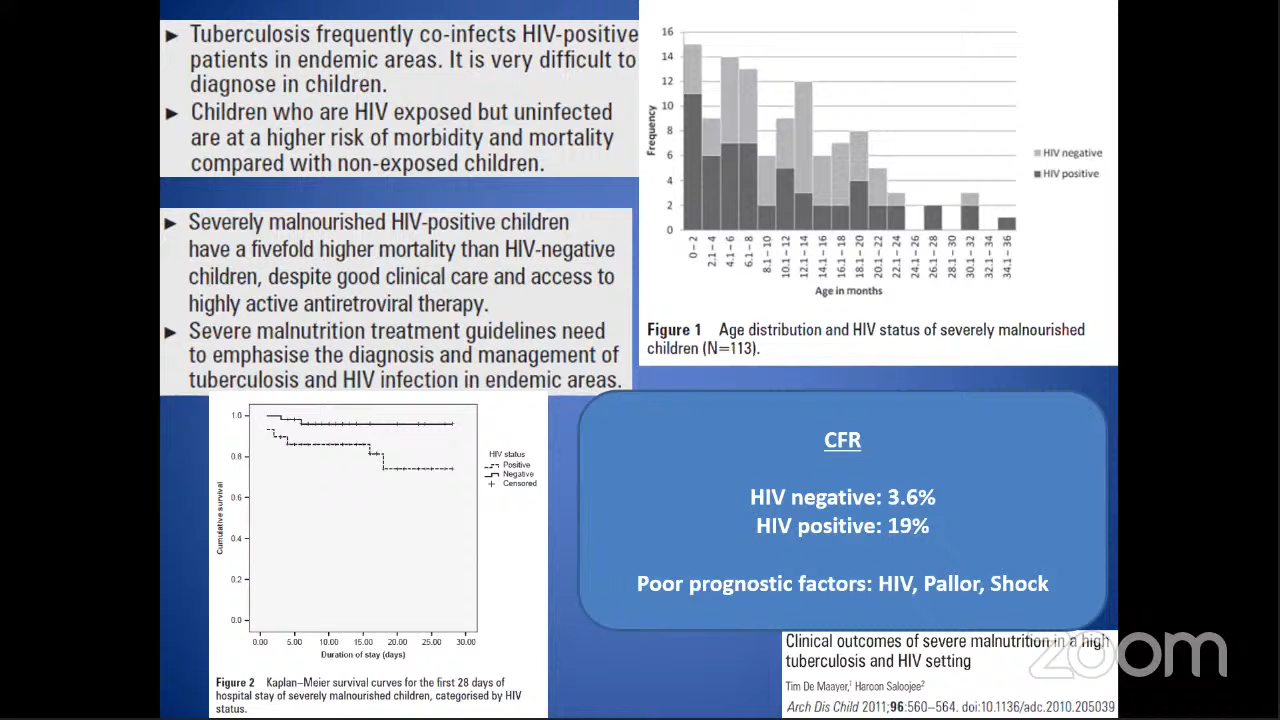 ► Tuberculosis frequently co-infects HIV-positive
patients in endemic areas. It is very difficult to
diagnose in children.
► Children who are HIV exposed but uninfected
are at a higher risk of morbidity and mortality
compared with non-exposed children.
► Severely malnourished HIV-positive children
have a fivefold higher mortality than HIV-negative
children, despite good clinical care and access to
highly active antiretroviral therapy.
► Severe malnutrition treatment guidelines need
to emphasise the diagnosis and management of
tuberculosis and HIV infection in endemic areas.
16
14
12
10
8
6
4
2
0
Frequency
0 – 2
2.1 – 4
4.1 – 6
6.1 – 8
8.1 – 10
10.1 – 12
12.1 – 14
14.1 – 16
16.1 – 18
18.1 – 20
20.1 – 22
22.1 – 24
24.1 – 26
26.1 – 28
28.1 – 30
30.1 – 32
32.1 – 34
34.1 – 36
Age in months
HIV negative
HIV positive
Figure 1 Age distribution and HIV status of severely malnourished
children (N=113).
1.0
0.8
0.6
0.4
0.2
0.0
Cumulative survival
0.00 5.00 10.00 15.00 20.00 25.00 30.00
Duration of stay (days)
HIV status
Positive
Negative
Censored
Figure 2 Kaplan–Meier survival curves for the first 28 days of
hospital stay of severely malnourished children, categorised by HIV
status.
CFR
HIV negative: 3.6%
HIV positive: 19%
Poor prognostic factors: HIV, Pallor, Shock
Clinical outcomes of severe malnutrition in a high
tuberculosis and HIV setting
Tim De Maayer,1 Haroon Saloojee2
Arch Dis Child 2011;96:560–564. doi:10.1136/adc.2010.205039
zoom